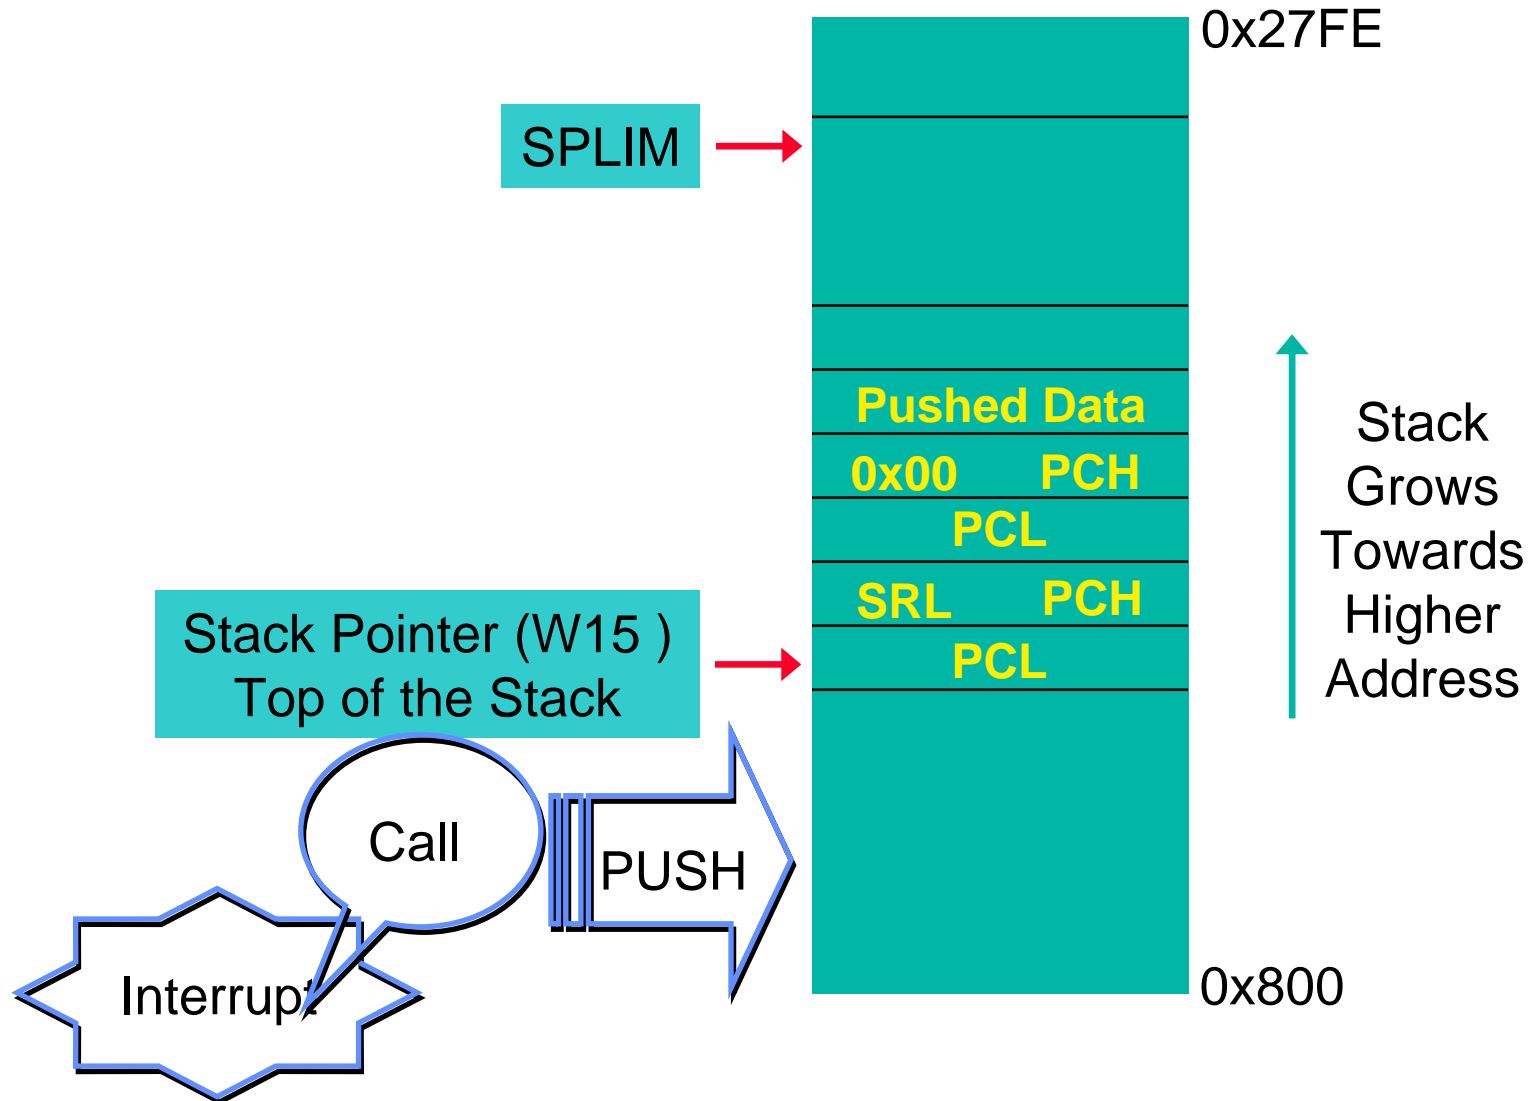 0x27FE
SPLIM
Pushed Data
0x00 PCH
PCL
SRL PCH
PCL
Stack
Grows
Towards
Higher
Address
Stack Pointer (W15 )
Top of the Stack
Call
PUSH
Interrupt
0x800